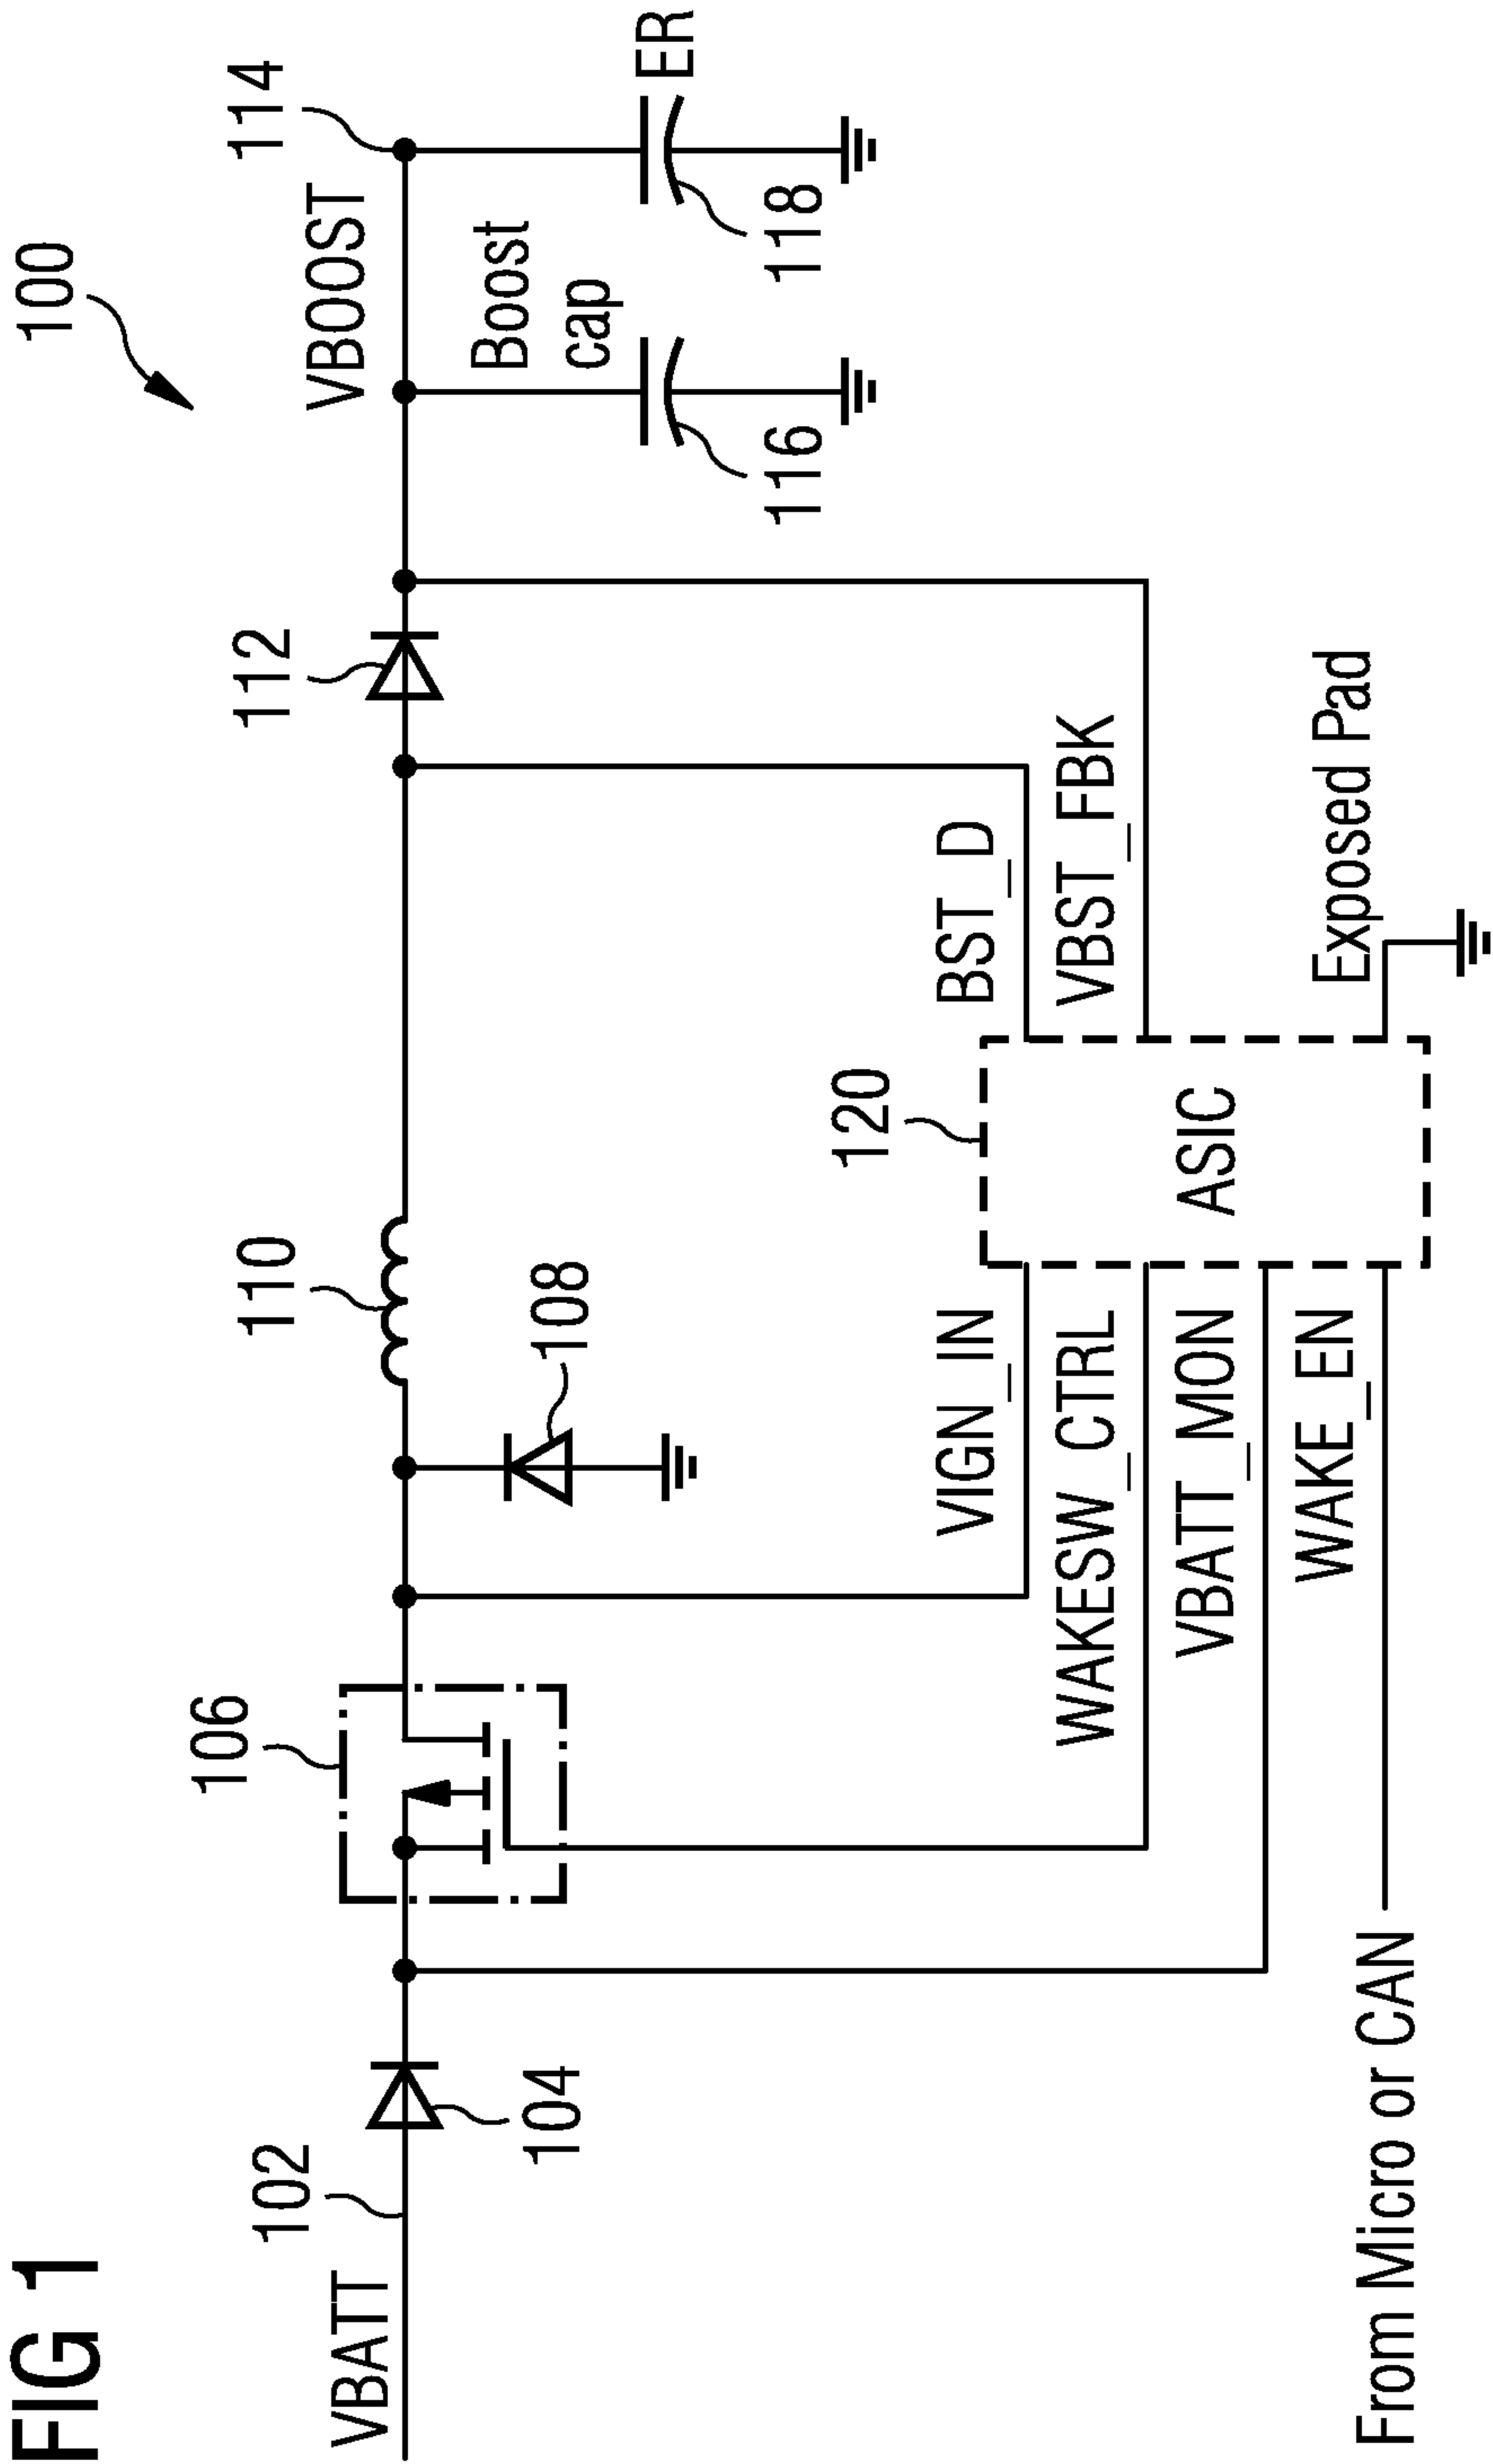 FIG 1
100
VBATT
102
104
106
108
110
112
VBOOST
114
Boost
cap
ER
116
118
120
VIGN_IN
BST_D
WAKESW_CTRL
VBST_FBK
VBATT_MON
ASIC
WAKE_EN
Exposed Pad
From Micro or CAN